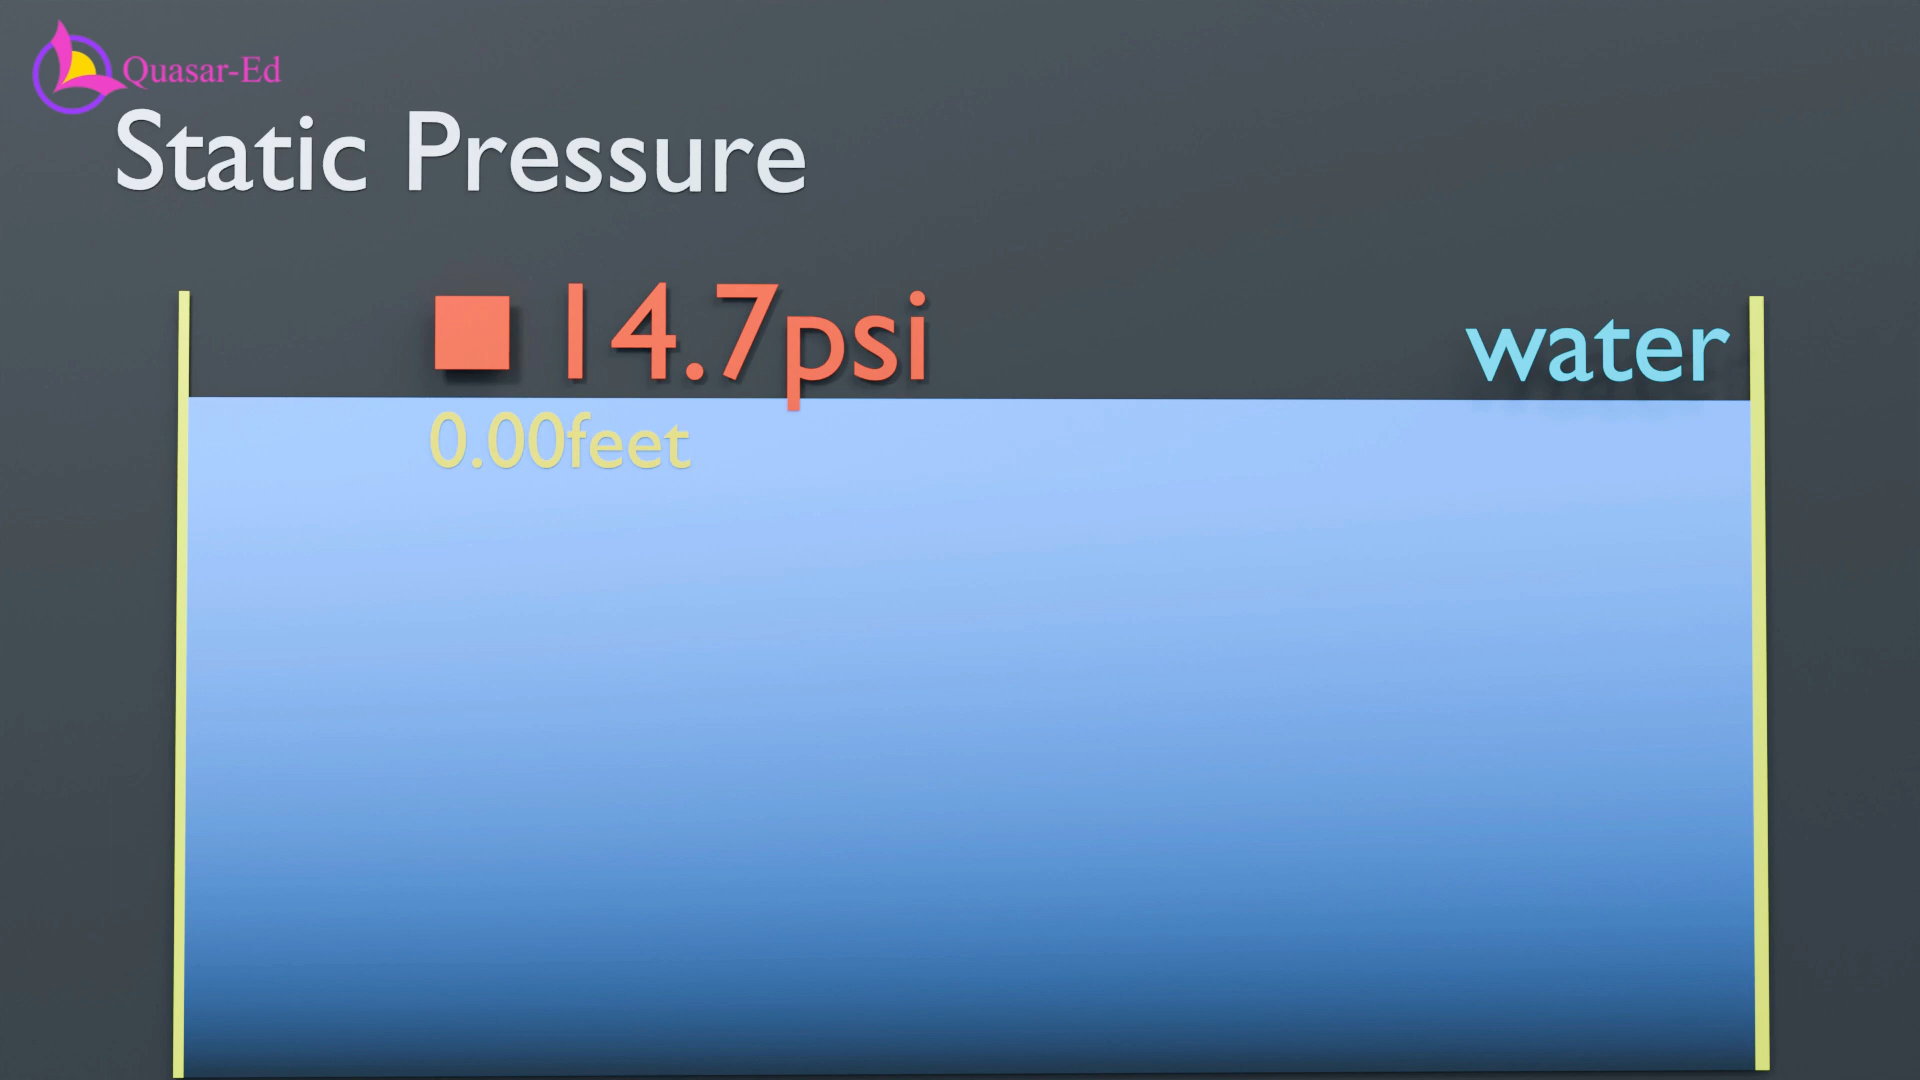 Quasar-Ed
Static Pressure
14.7psi
water
0.00feet